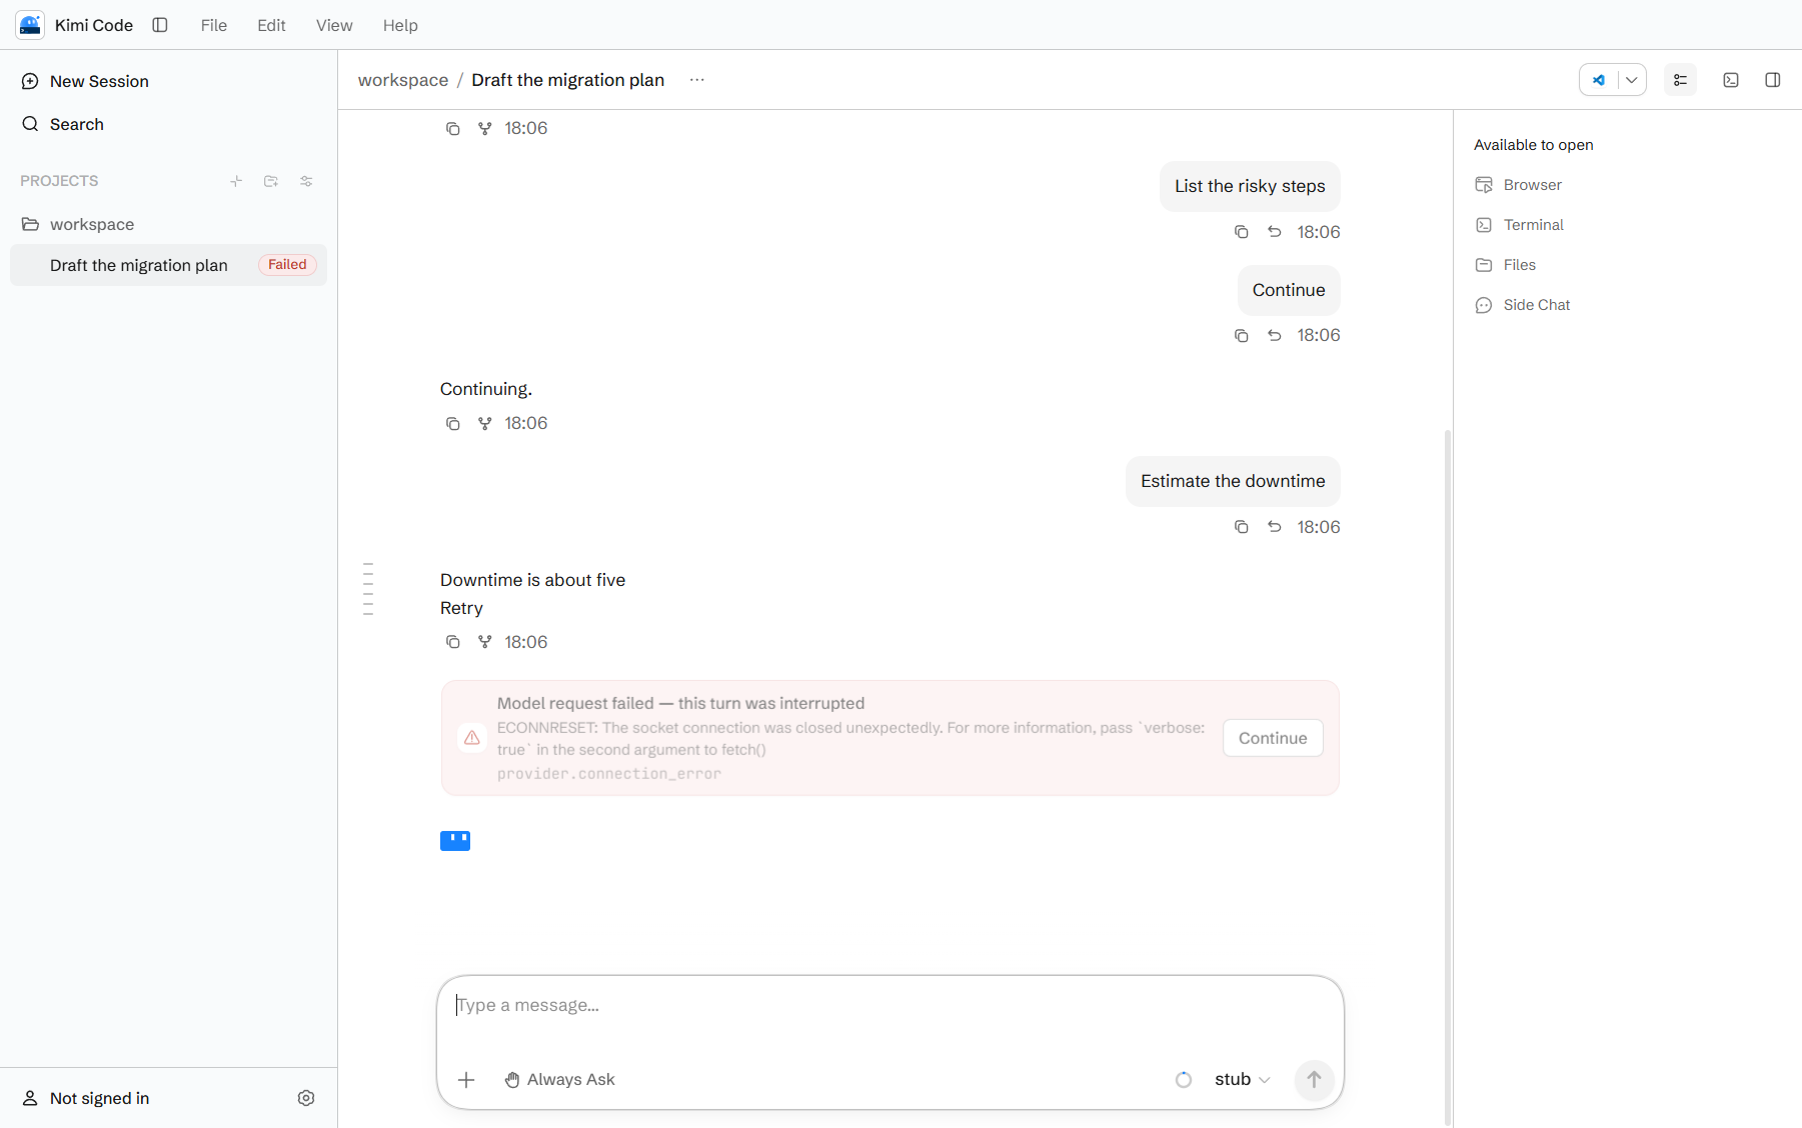 Kimi Code
File
Edit
View
Help
New Session
Search
PROJECTS
workspace
Draft the migration plan
Failed
Not signed in
workspace / Draft the migration plan
18:06
List the risky steps
18:06
Continue
18:06
Continuing.
18:06
Estimate the downtime
18:06
Downtime is about five
Retry
18:06
Model request failed — this turn was interrupted
ECONNRESET: The socket connection was closed unexpectedly. For more information, pass `verbose:
true` in the second argument to fetch()
provider.connection_error
Continue
Type a message...
Always Ask
stub
Available to open
Browser
Terminal
Files
Side Chat